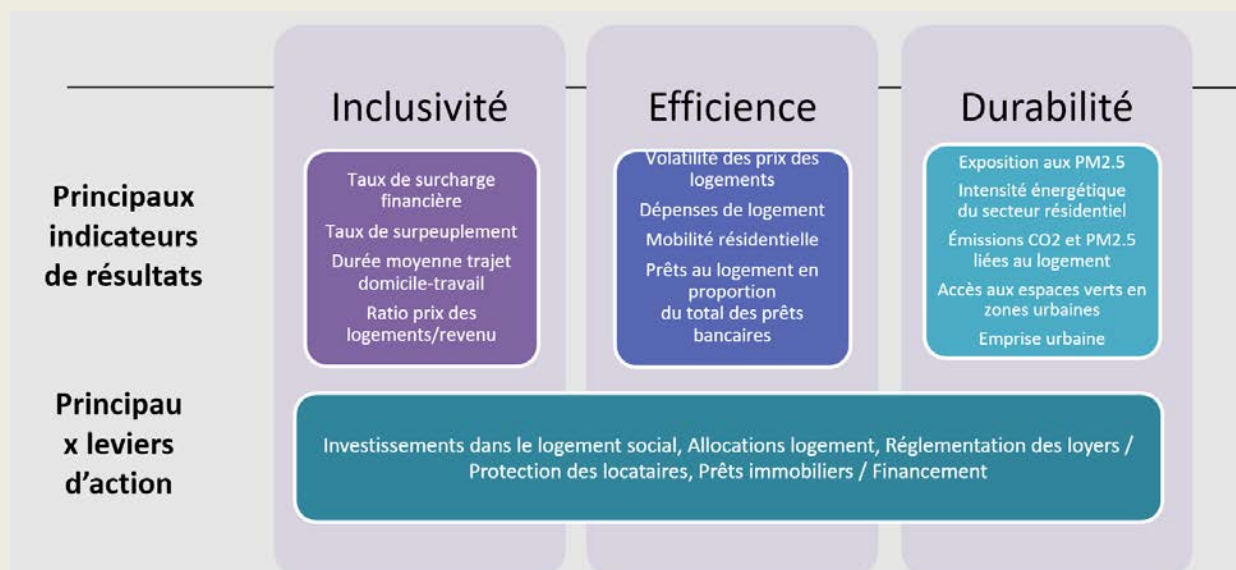 Inclusivité
Efficience
Durabilité
Principaux
indicateurs
de résultats
Taux de surcharge
financière
Taux de surpeuplement
Durée moyenne trajet
domicile-travail
Ratio prix des
logements/revenu
Volatilité des prix des
logements
Dépenses de logement
Mobilité résidentielle
Prêts au logement en
proportion
du total des prêts
bancaires
Exposition aux PM2.5
Intensité énergétique
du secteur résidentiel
Émissions CO2 et PM2.5
liées au logement
Accès aux espaces verts en
zones urbaines
Emprise urbaine
Principau
x leviers
d’action
Investissements dans le logement social, Allocations logement, Réglementation des loyers /
Protection des locataires, Prêts immobiliers / Financement